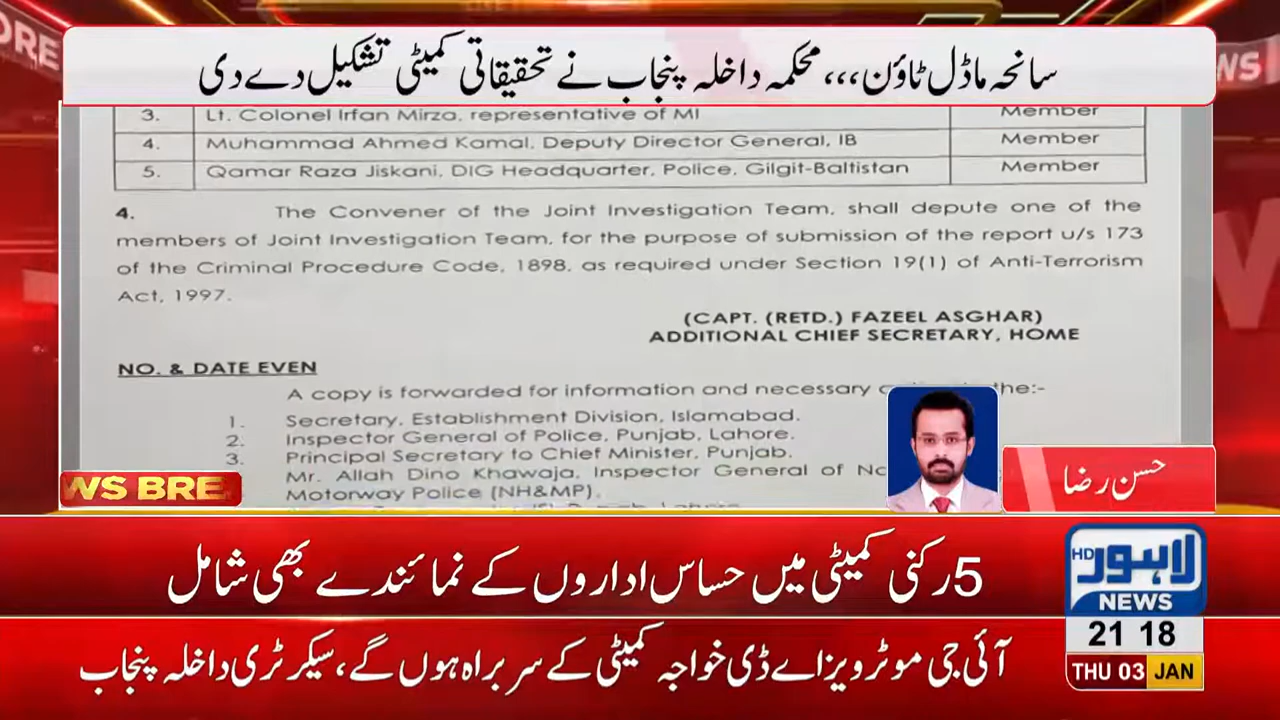 سانحہ ماڈل ٹاؤن،،، محکمہ داخلہ پنجاب نے تحقیقاتی کمیٹی تشکیل دے دی
3. Lt. Colonel Irfan Mirza, representative of MI Member
4. Muhammad Ahmed Kamal, Deputy Director General, IB Member
5. Qamar Raza Jiskani, DIG Headquarter, Police, Gilgit-Baltistan Member
4. The Convener of the Joint Investigation Team, shall depute one of the
members of Joint Investigation Team, for the purpose of submission of the report u/s 173
of the Criminal Procedure Code, 1898, as required under Section 19(1) of Anti-Terrorism
Act, 1997.
(CAPT. (RETD.) FAZEEL ASGHAR)
ADDITIONAL CHIEF SECRETARY, HOME
NO. & DATE EVEN
A copy is forwarded for information and necessary the:-
1. Secretary, Establishment Division, Islamabad.
2. Inspector General of Police, Punjab, Lahore.
3. Principal Secretary to Chief Minister, Punjab.
Mr. Allah Dino Khawaja, Inspector General of
Motorway Police (NH&MP),
حسن رضا
WS BRE
5 رکنی کمیٹی میں حساس اداروں کے نمائندے بھی شامل
آئی جی موٹرویز اے ڈی خواجہ کمیٹی کے سربراہ ہوں گے، سیکرٹری داخلہ پنجاب
HD
لاہور
NEWS
21 18
THU 03 JAN